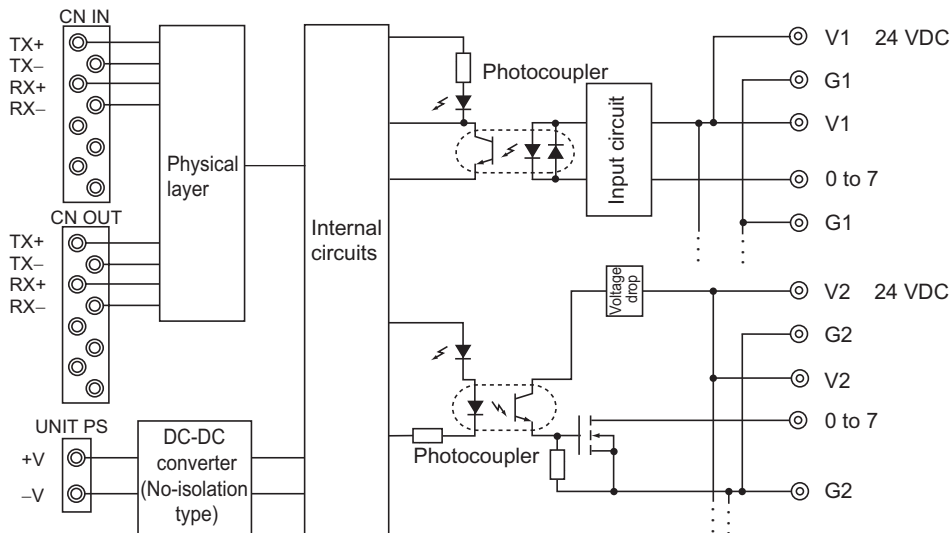 CN IN
TX+
TX−
RX+
RX−
Physical
layer
CN OUT
TX+
TX−
RX+
RX−
UNIT PS
+V
−V
DC-DC
converter
(No-isolation
type)
Internal
circuits
Photocoupler
Input circuit
V1 24 VDC
G1
V1
0 to 7
G1
Voltage
drop
V2 24 VDC
G2
V2
0 to 7
G2
Photocoupler